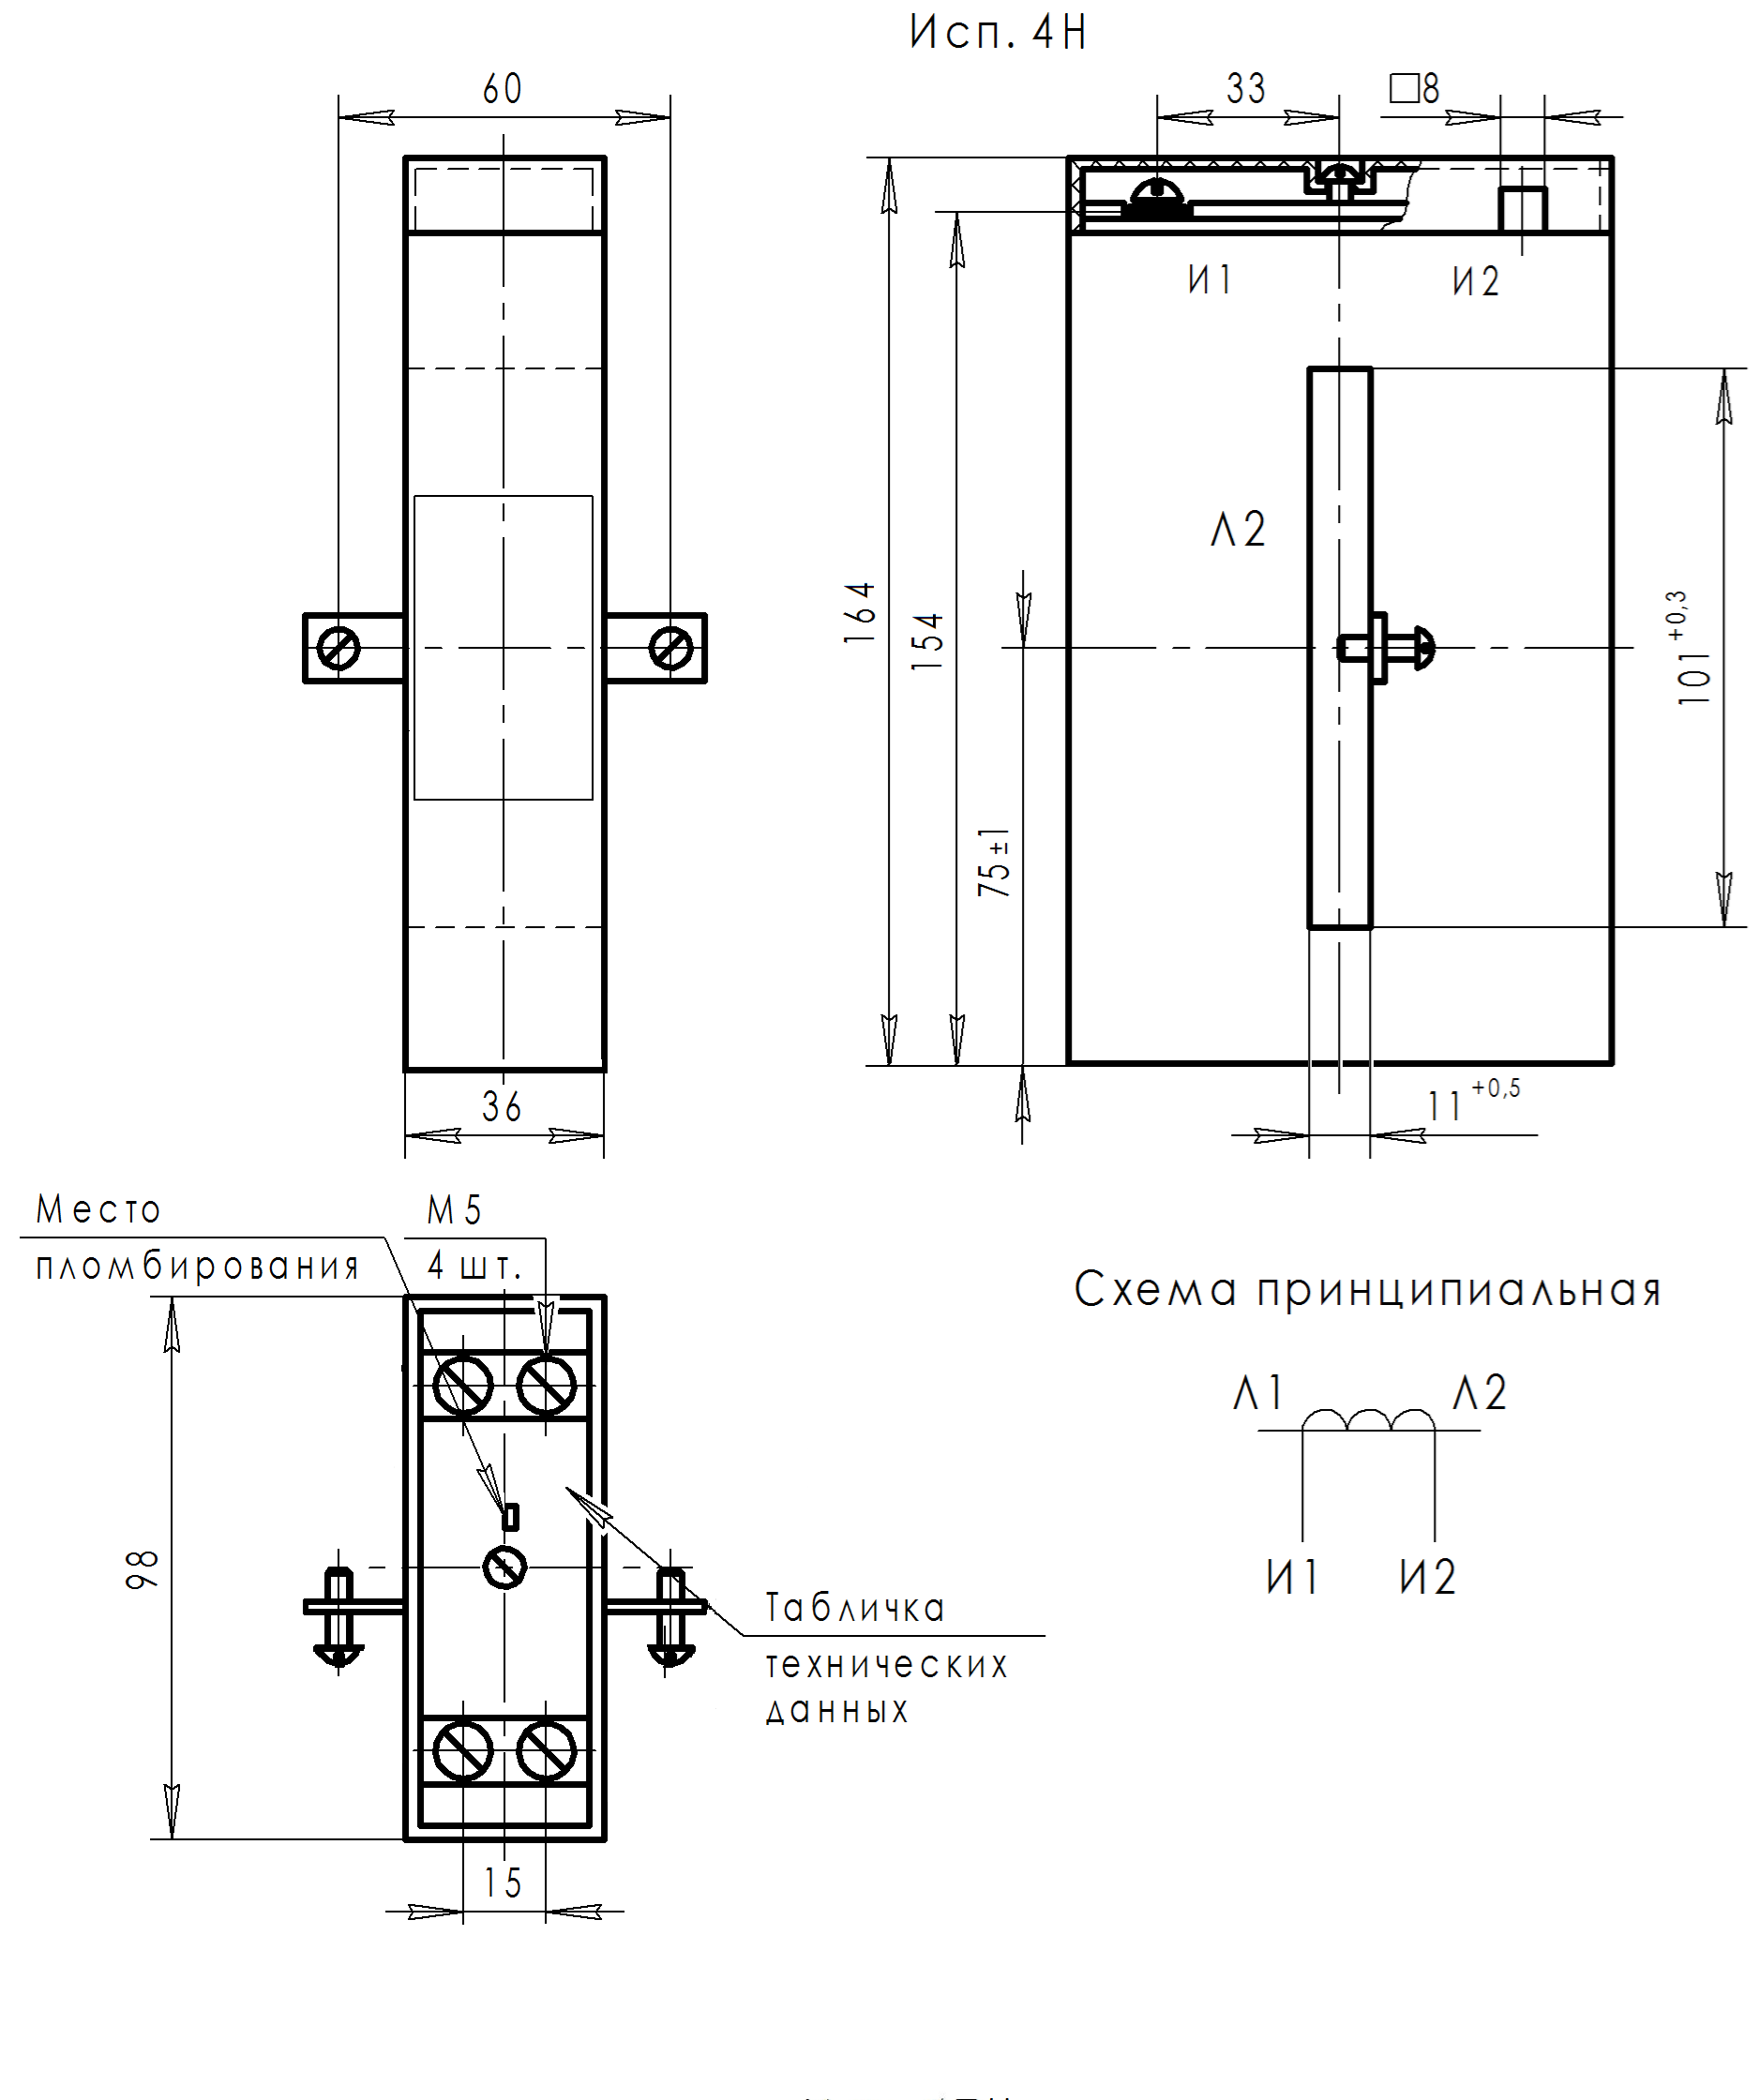 Исп. 4Н
60
33
□8
И1
И2
Л2
164
154
75±1
101 +0,3
36
11 +0,5
Место
пломбирования
М5
4 шт.
98
15
Табличка
технических
данных
Схема принципиальная
Л1
Л2
И1
И2